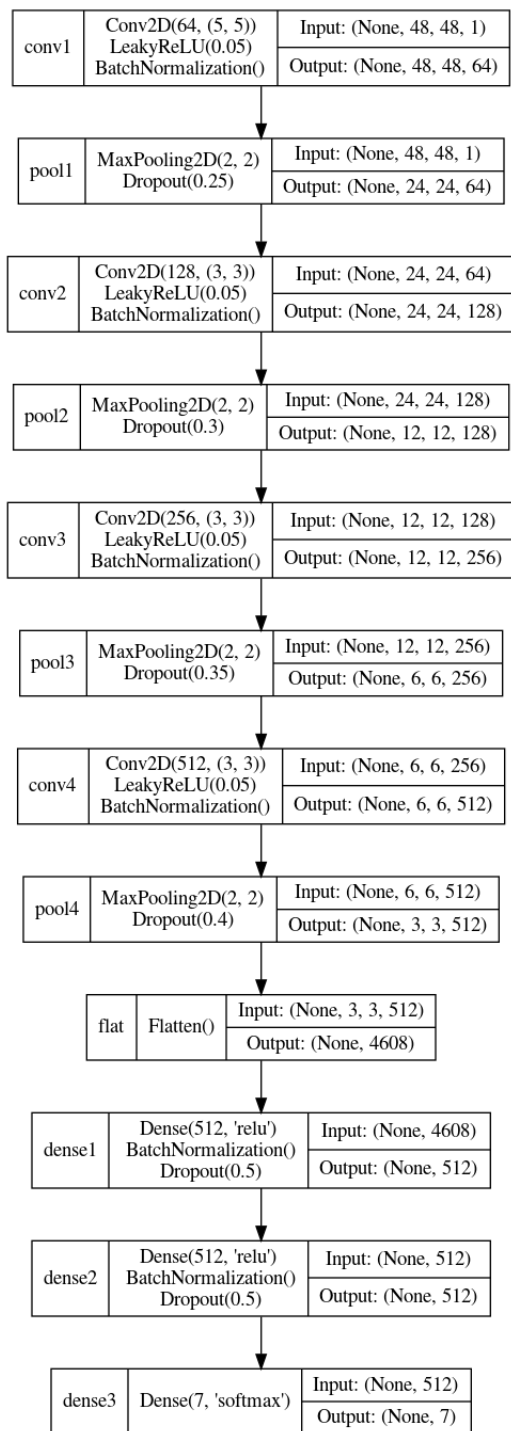 conv1
Conv2D(64, (5, 5))
LeakyReLU(0.05)
BatchNormalization()
Input: (None, 48, 48, 1)
Output: (None, 48, 48, 64)
pool1
MaxPooling2D(2, 2)
Dropout(0.25)
Input: (None, 48, 48, 1)
Output: (None, 24, 24, 64)
conv2
Conv2D(128, (3, 3))
LeakyReLU(0.05)
BatchNormalization()
Input: (None, 24, 24, 64)
Output: (None, 24, 24, 128)
pool2
MaxPooling2D(2, 2)
Dropout(0.3)
Input: (None, 24, 24, 128)
Output: (None, 12, 12, 128)
conv3
Conv2D(256, (3, 3))
LeakyReLU(0.05)
BatchNormalization()
Input: (None, 12, 12, 128)
Output: (None, 12, 12, 256)
pool3
MaxPooling2D(2, 2)
Dropout(0.35)
Input: (None, 12, 12, 256)
Output: (None, 6, 6, 256)
conv4
Conv2D(512, (3, 3))
LeakyReLU(0.05)
BatchNormalization()
Input: (None, 6, 6, 256)
Output: (None, 6, 6, 512)
pool4
MaxPooling2D(2, 2)
Dropout(0.4)
Input: (None, 6, 6, 512)
Output: (None, 3, 3, 512)
flat
Flatten()
Input: (None, 3, 3, 512)
Output: (None, 4608)
dense1
Dense(512, 'relu')
BatchNormalization()
Dropout(0.5)
Input: (None, 4608)
Output: (None, 512)
dense2
Dense(512, 'relu')
BatchNormalization()
Dropout(0.5)
Input: (None, 512)
Output: (None, 512)
dense3
Dense(7, 'softmax')
Input: (None, 512)
Output: (None, 7)